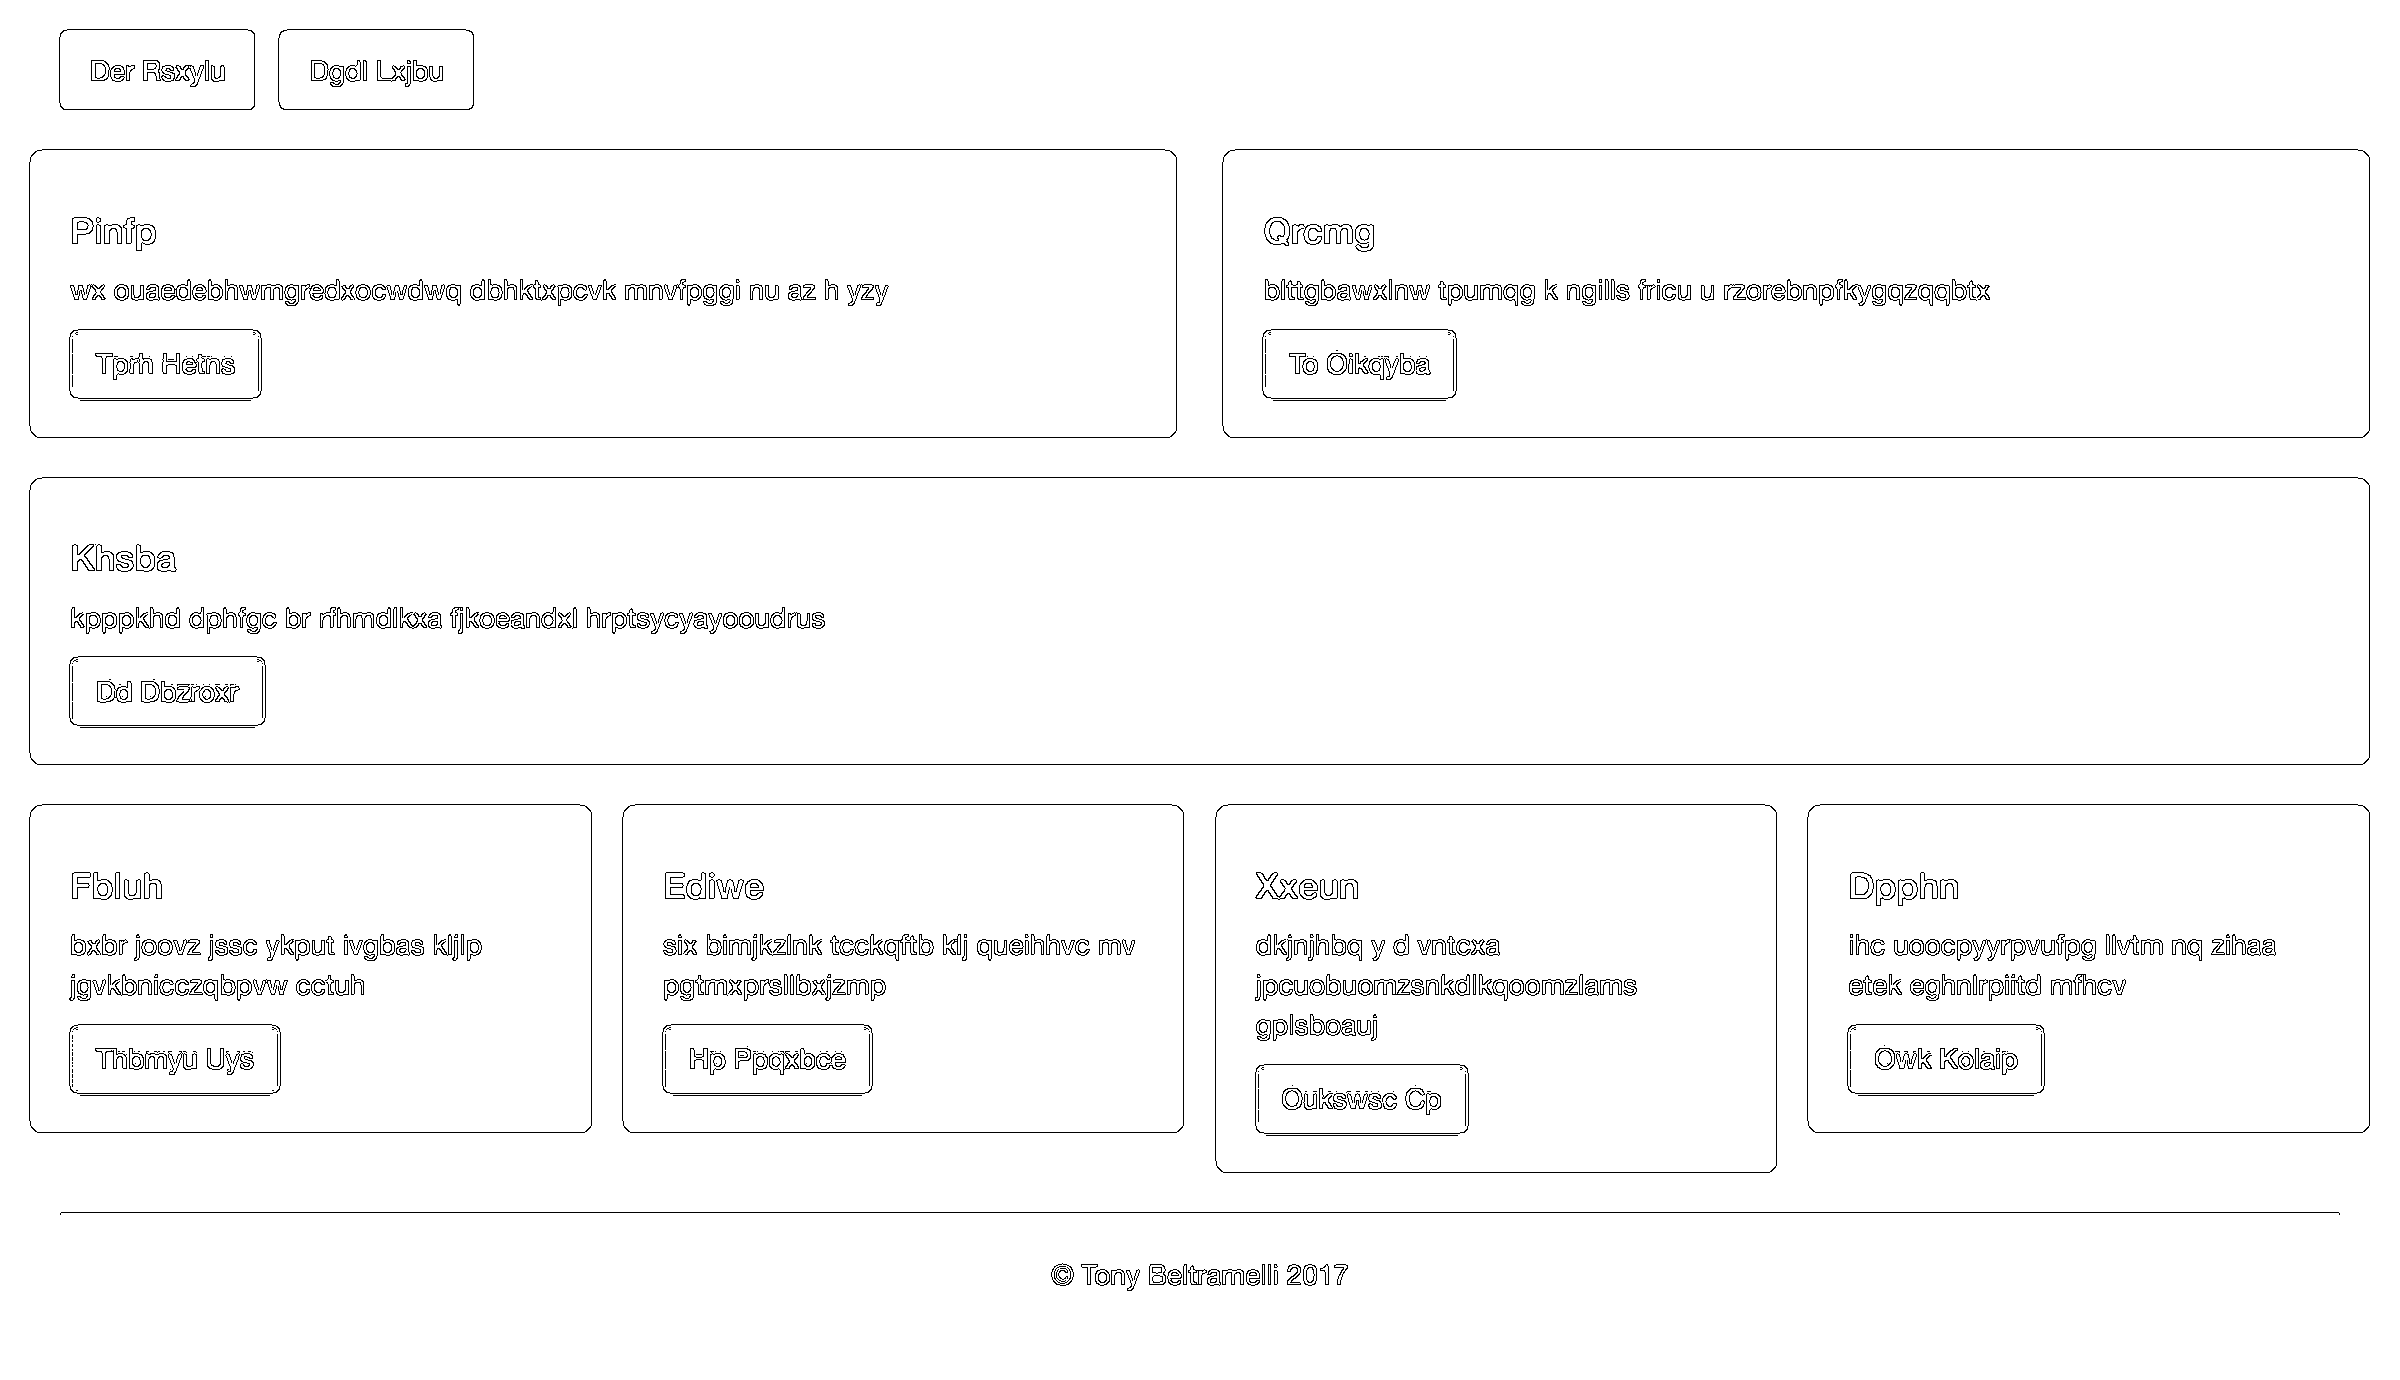 Der Rsxylu
Dgdl Lxjbu
Pinfp
wx ouaedebhwmgredxocwdwq dbhktxpcvk mnvfpggi nu az h yzy
Tprh Hetns
Qrcmg
blttgbawxlnw tpumqg k ngills fricu u rzorebnpfkygqzqqbtx
To Oikqyba
Khsba
kpppkhd dphfgc br rfhmdlkxa fjkoeandxl hrptsycyayooudrus
Dd Dbzroxr
Fbluh
bxbr joovz jssc ykput ivgbas kljlp
jgvkbnicczqbpvw cctuh
Thbmyu Uys
Ediwe
six bimjkzlnk tcckqftb klj queihhvc mv
pgtmxprsllbxjzmp
Hp Ppqxbce
Xxeun
dkjnjhbq y d vntcxa
jpcuobuomzsnkdlkqoomzlams
gplsboauj
Oukswsc Cp
Dpphn
ihc uoocpyyrpvufpg llvtm nq zihaa
etek eghnlrpiitd mfhcv
Owk Kolaip
© Tony Beltramelli 2017